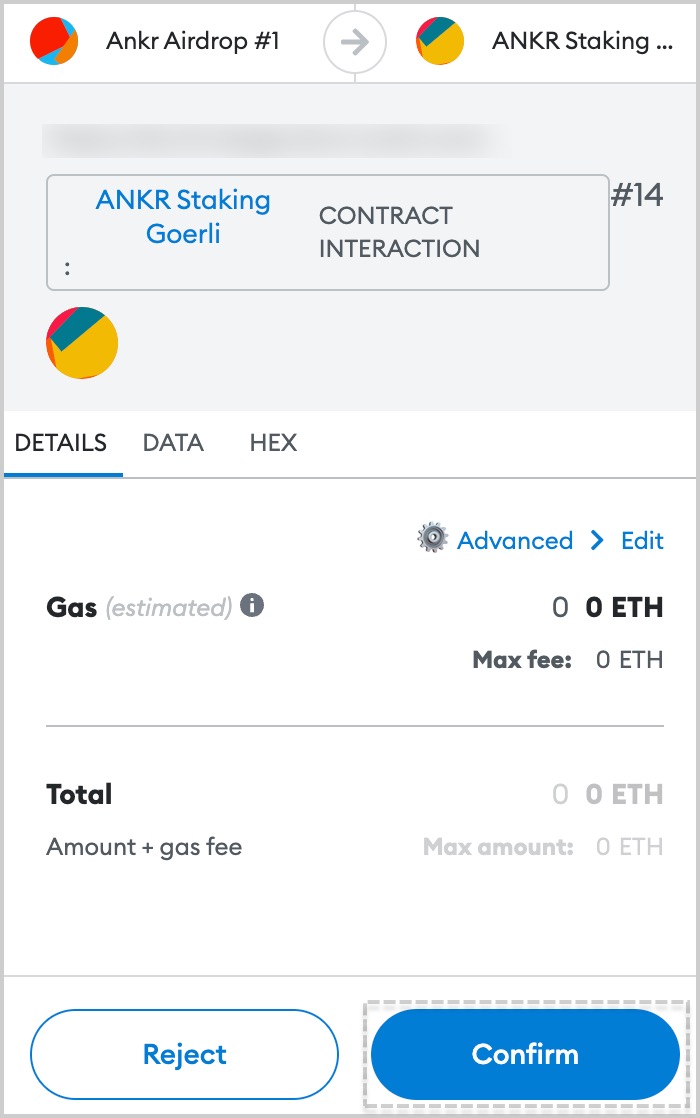 Ankr Airdrop #1
ANKR Staking ...
ANKR Staking
Goerli
:
CONTRACT
INTERACTION
#14
DETAILS DATA HEX
Advanced > Edit
Gas (estimated) i 0 0 ETH
Max fee: 0 ETH
Total 0 0 ETH
Amount + gas fee Max amount: 0 ETH
Reject Confirm